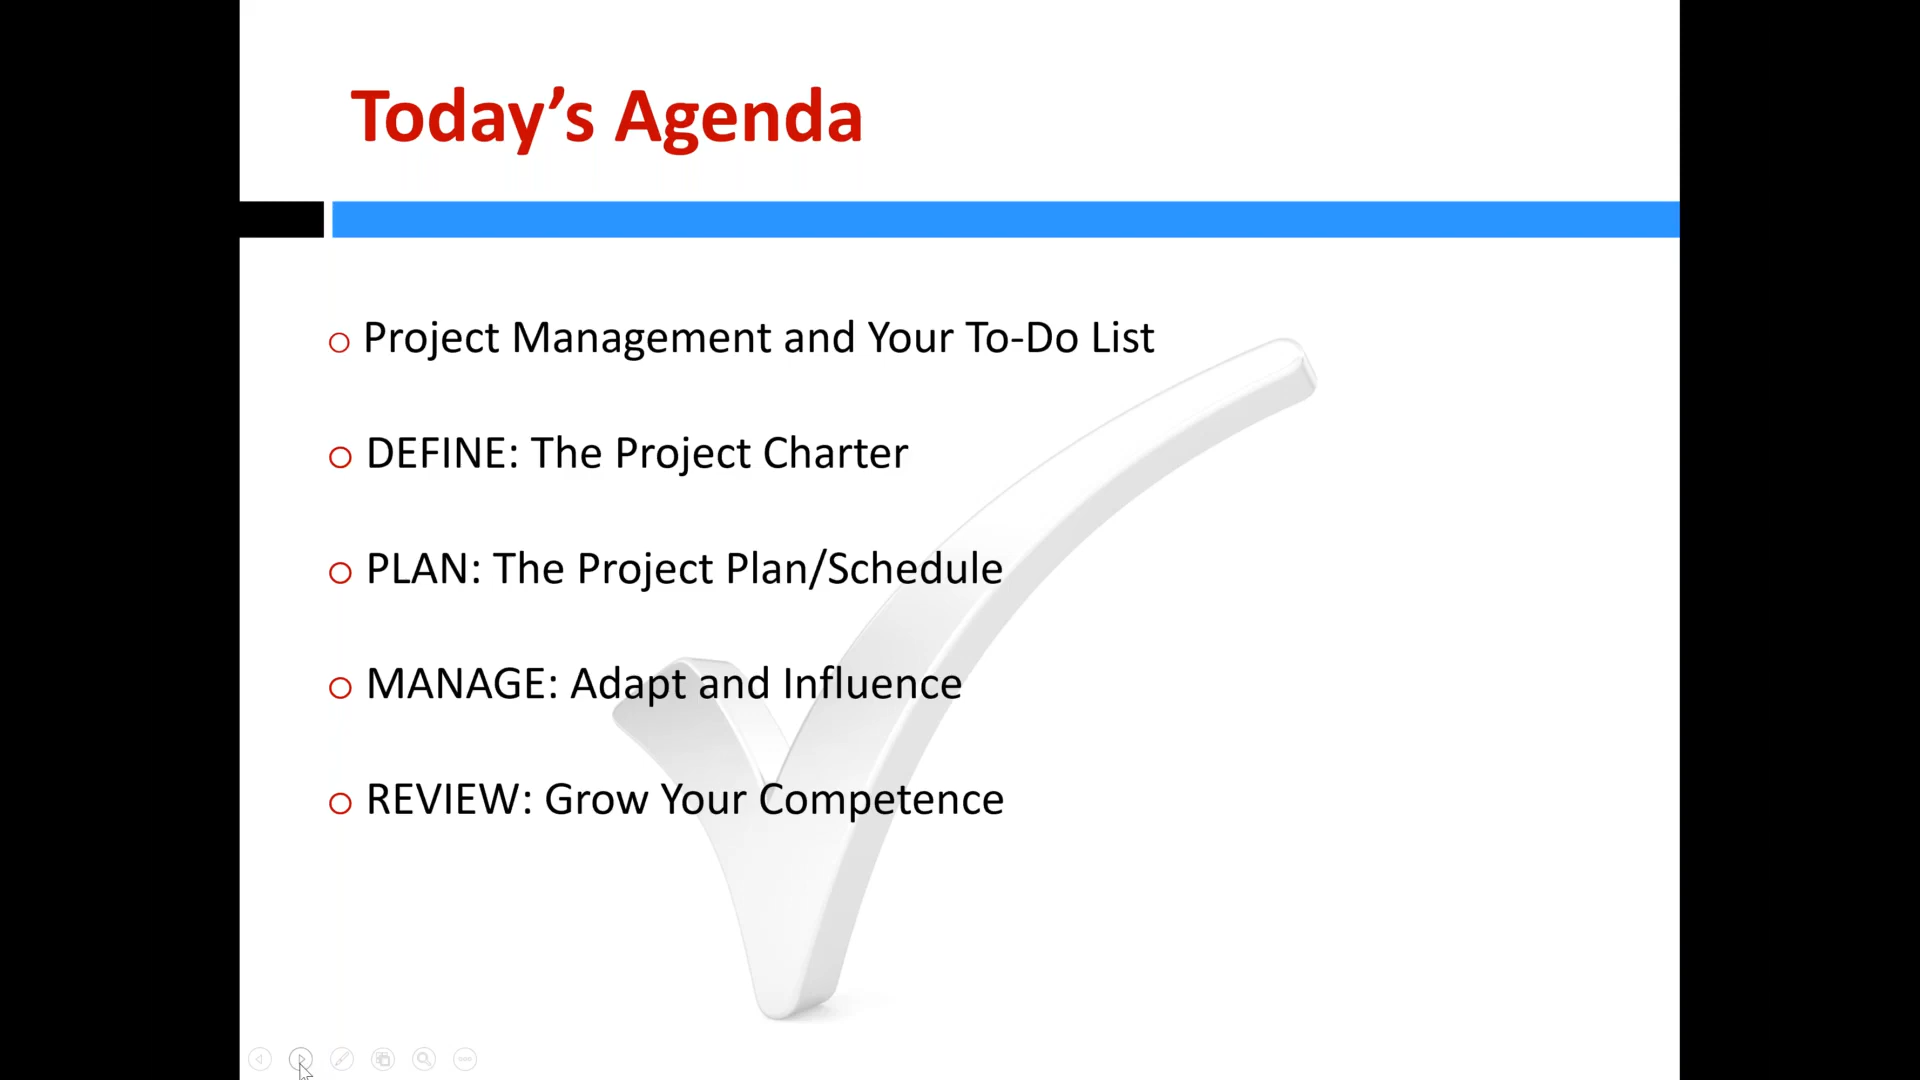 Today’s Agenda
Project Management and Your To-Do List
DEFINE: The Project Charter
PLAN: The Project Plan/Schedule
MANAGE: Adapt and Influence
REVIEW: Grow Your Competence